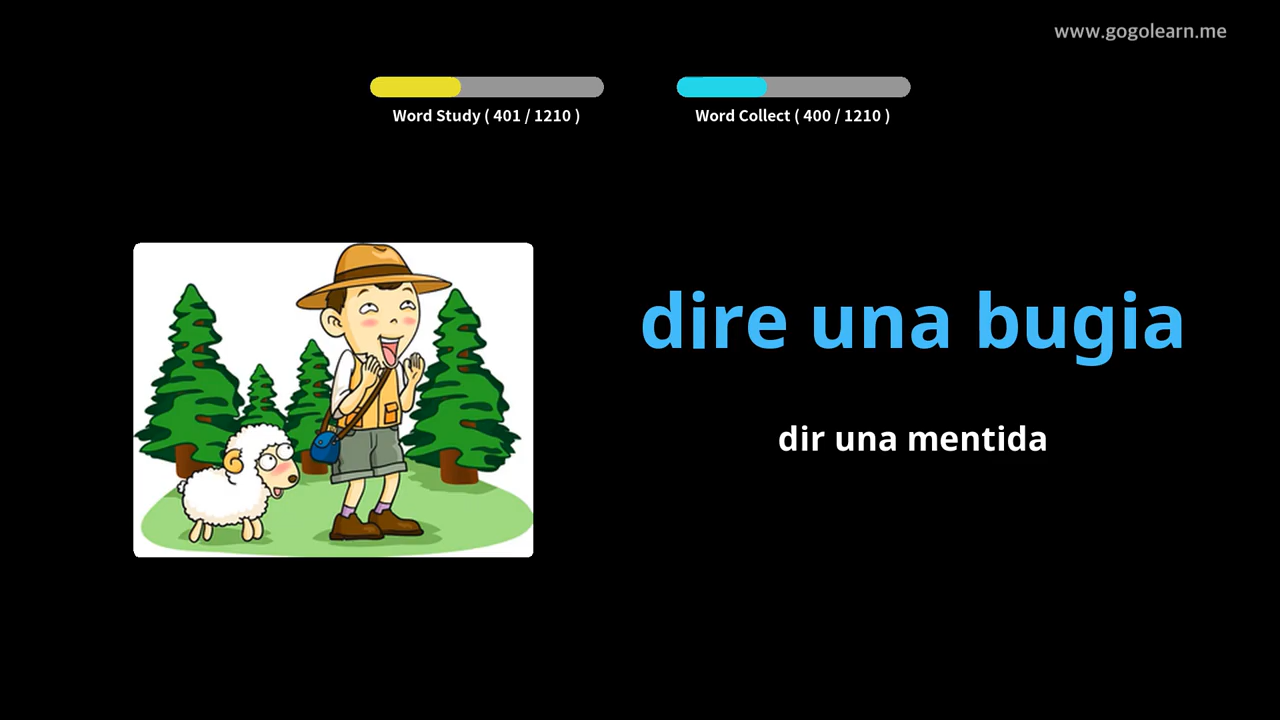 www.gogolearn.me
Word Study ( 401 / 1210 )
Word Collect ( 400 / 1210 )
dire una bugia
dir una mentida